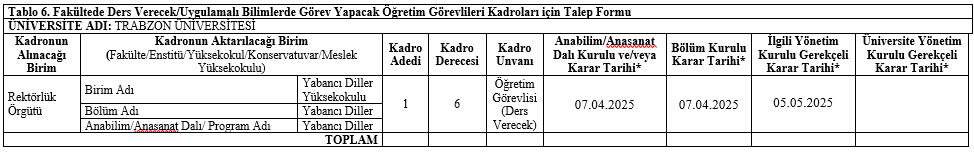 Tablo 6. Fakültede Ders Verecek/Uygulamalı Bilimlerde Görev Yapacak Öğretim Görevlileri Kadroları için Talep Formu
ÜNİVERSİTE ADI: TRABZON ÜNİVERSİTESİ
Kadronun Alınacağı Birim
Kadronun Aktarılacağı Birim
(Fakülte/Enstitü/Yüksekokul/Konservatuvar/Meslek Yüksekokulu)
Kadro Adedi
Kadro Derecesi
Kadro Unvanı
Anabilim/Anasanat Dalı Kurulu ve/veya Karar Tarihi*
Bölüm Kurulu Karar Tarihi*
İlgili Yönetim Kurulu Gerekçeli Karar Tarihi*
Üniversite Yönetim Kurulu Gerekçeli Karar Tarihi*
Rektörlük Örgütü
Birim Adı
Yabancı Diller Yüksekokulu
Bölüm Adı
Yabancı Diller
Anabilim/Anasanat Dalı/ Program Adı
Yabancı Diller
1
6
Öğretim Görevlisi (Ders Verecek)
07.04.2025
07.04.2025
05.05.2025
TOPLAM